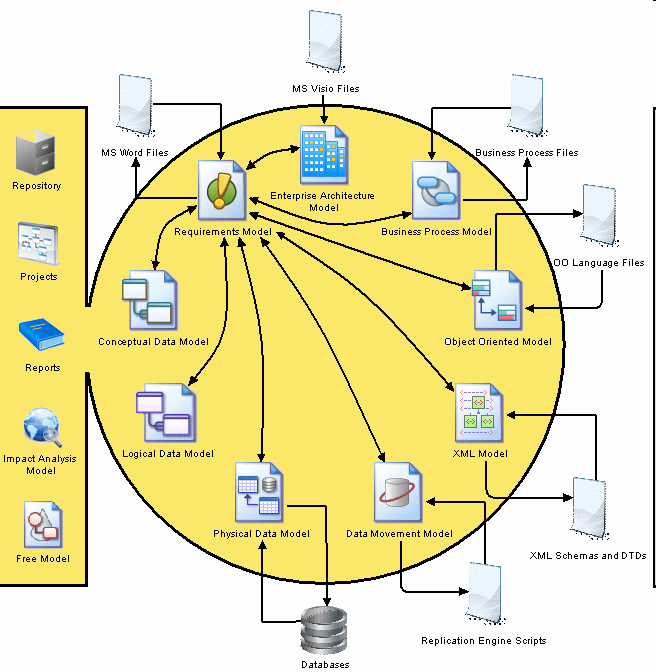 MS Visio Files
MS Word Files
Business Process Files
Repository
Enterprise Architecture
Model
Requirements Model
Business Process Model
OO Language Files
Projects
Conceptual Data Model
Object Oriented Model
Reports
Logical Data Model
XML Model
Impact Analysis
Model
Physical Data Model
Data Movement Model
XML Schemas and DTDs
Free Model
Replication Engine Scripts
Databases